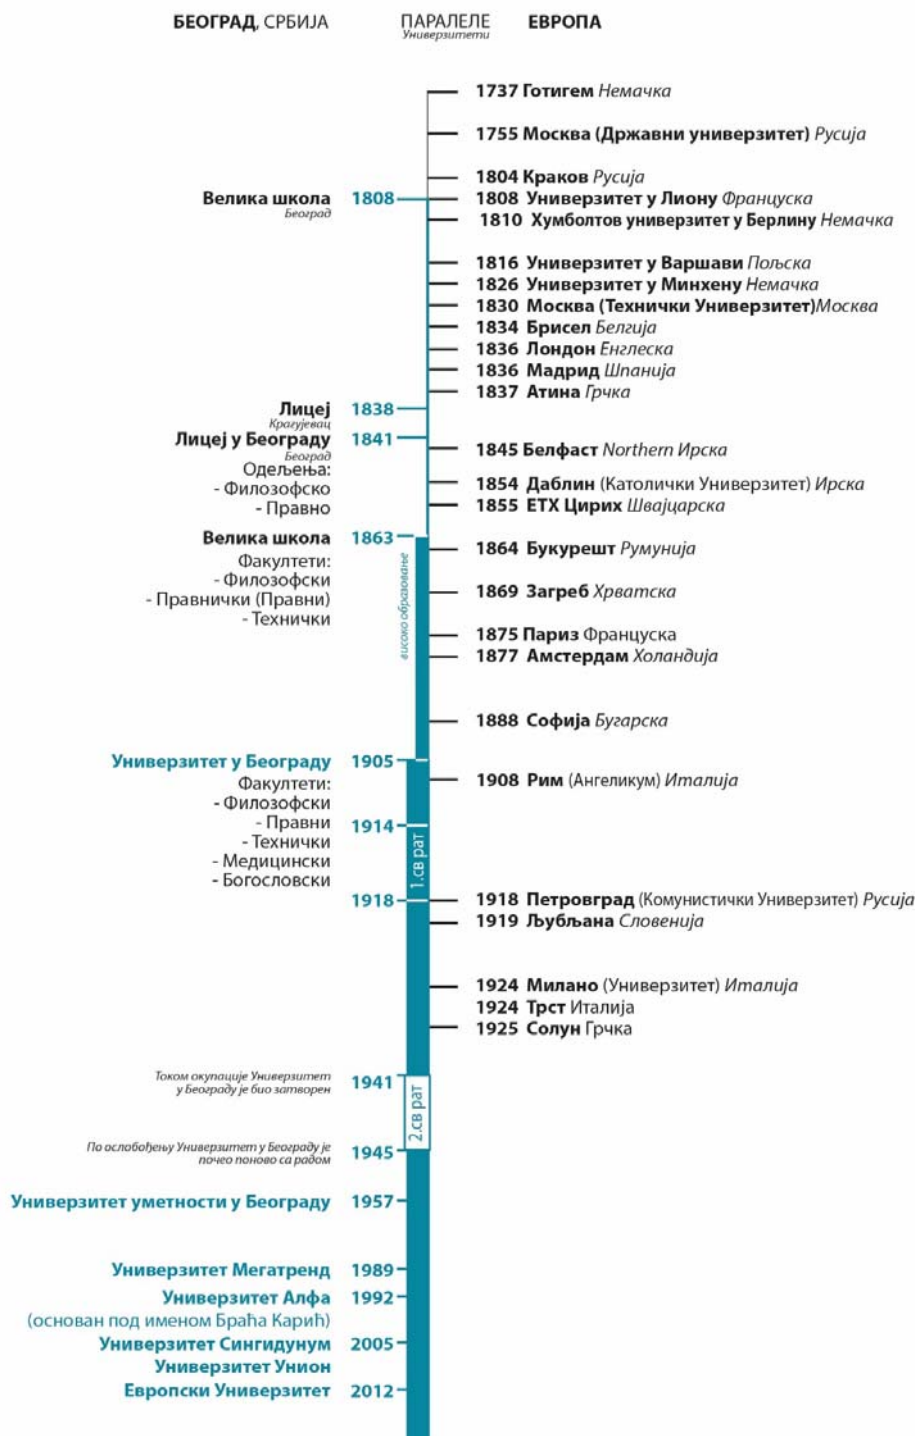 БЕОГРАД, СРБИЈА
ПАРАЛЕЛЕ
Универзитети
ЕВРОПА
1737 Готигем Немачка
1755 Москва (Државни универзитет) Русија
1804 Краков Русија
Велика школа 1808
Београд
1808 Универзитет у Лиону Француска
1810 Хумболтов универзитет у Берлину Немачка
1816 Универзитет у Варшави Пољска
1826 Универзитет у Минхену Немачка
1830 Москва (Технички Универзитет)Москва
1834 Брисел Белгија
1836 Лондон Енглеска
1836 Мадрид Шпанија
1837 Атина Грчка
Лицеј 1838
Крагујевац
Лицеј у Београду 1841
Београд
Одељења:
- Филозофско
- Правно
1845 Белфаст Northern Ирска
1854 Даблин (Католички Универзитет) Ирска
1855 ЕТХ Цирих Швајцарска
Велика школа 1863
Факултети:
- Филозофски
- Правнички (Правни)
- Технички
високо образовање
1864 Букурешт Румунија
1869 Загреб Хрватска
1875 Париз Француска
1877 Амстердам Холандија
1888 Софија Бугарска
Универзитет у Београду 1905
Факултети:
- Филозофски
- Правни
- Технички
- Медицински
- Богословски
1908 Рим (Ангеликум) Италија
1914
1.св рат
1918
1918 Петровград (Комунистички Универзитет) Русија
1919 Љубљана Словенија
1924 Милано (Универзитет) Италија
1924 Трст Италија
1925 Солун Грчка
Током окупације Универзитет
у Београду је био затворен
1941
2.св рат
По ослобођењу Универзитет у Београду је
почео поново са радом
1945
Универзитет уметности у Београду 1957
Универзитет Мегатренд 1989
Универзитет Алфа 1992
(основан под именом Браћа Карић)
Универзитет Сингидунум 2005
Универзитет Унион
Европски Универзитет 2012